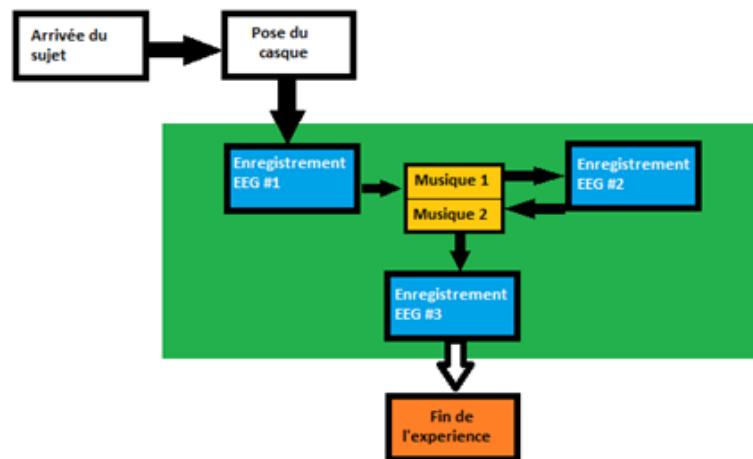 Arrivée du
sujet
Pose du
casque
Enregistrement
EEG #1
Musique 1
Musique 2
Enregistrement
EEG #2
Enregistrement
EEG #3
Fin de
l'experience